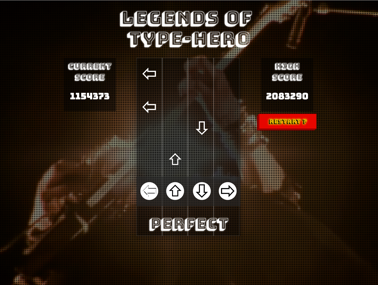 LEGENDS OF
TYPE-HERO
CURRENT
SCORE
1154373
HIGH
SCORE
2083290
RESTART?
PERFECT